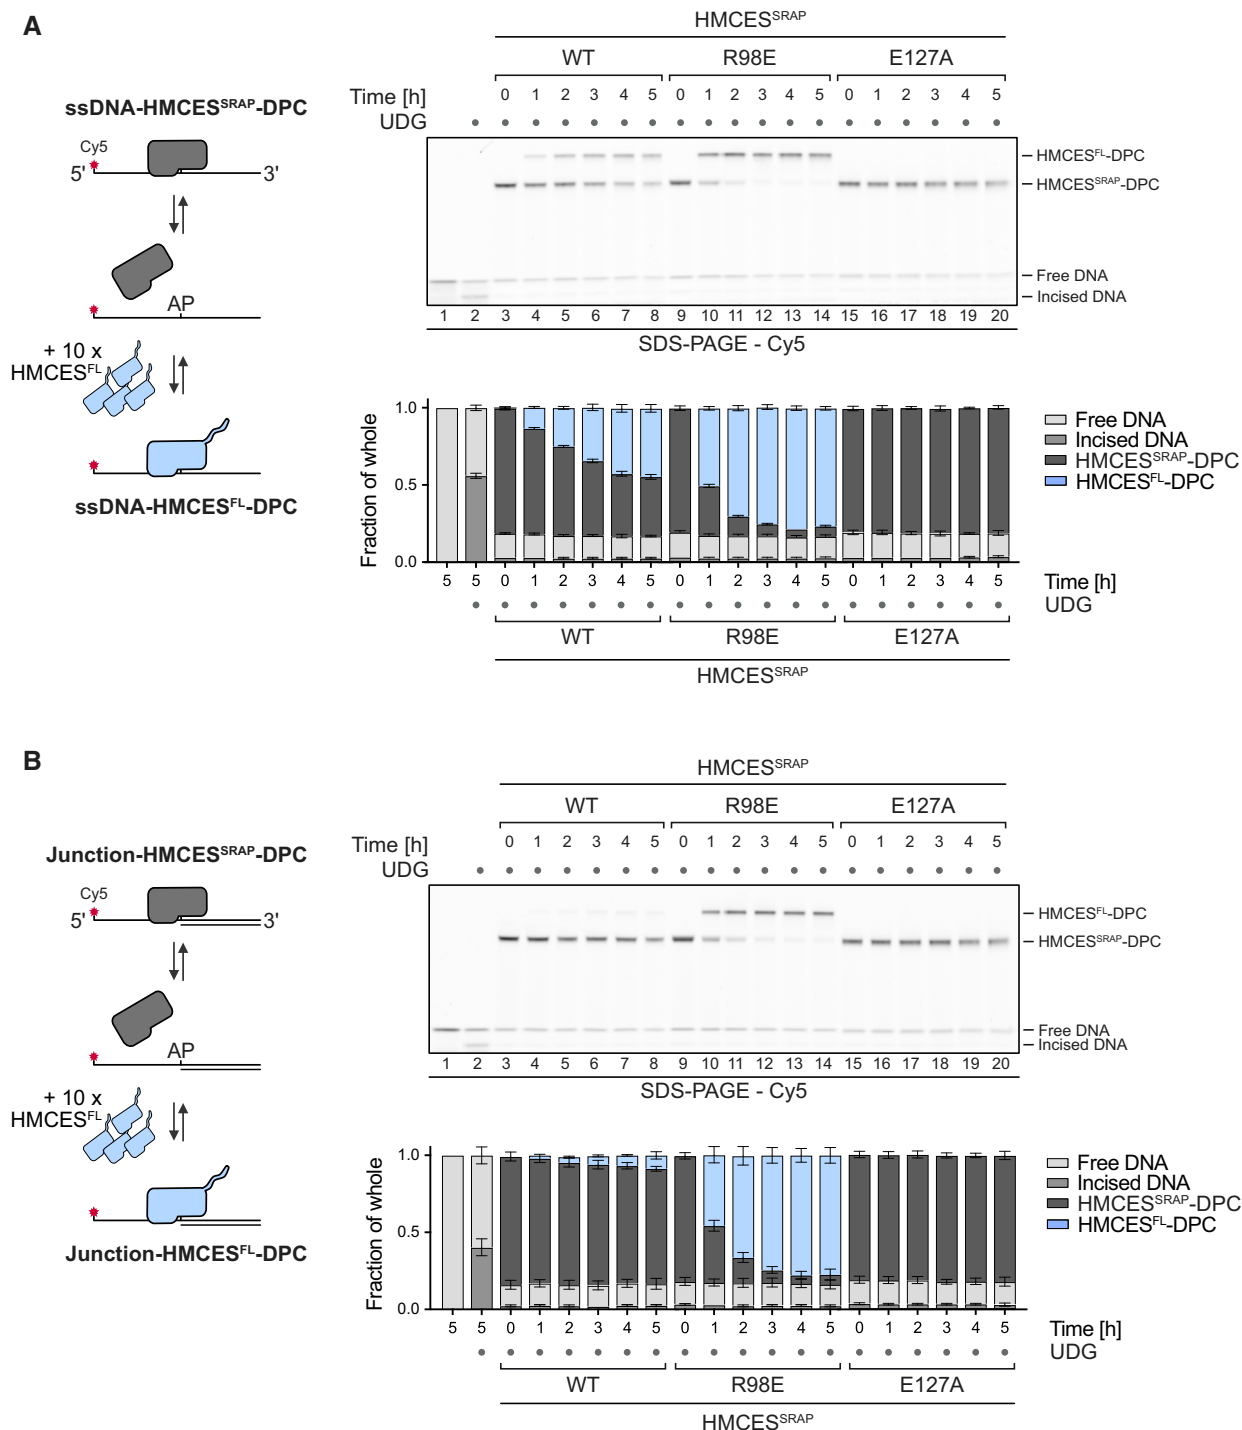 A
HMCES^SRAP
WT R98E E127A
ssDNA-HMCES^SRAP-DPC
Time [h] 0 1 2 3 4 5 0 1 2 3 4 5 0 1 2 3 4 5
UDG
Cy5
5' 3'
HMCES^FL-DPC
HMCES^SRAP-DPC
AP
Free DNA
Incised DNA
1 2 3 4 5 6 7 8 9 10 11 12 13 14 15 16 17 18 19 20
SDS-PAGE - Cy5
+ 10 x
HMCES^FL
ssDNA-HMCES^FL-DPC
Fraction of whole
1.0
0.5
0.0
Free DNA
Incised DNA
HMCES^SRAP-DPC
HMCES^FL-DPC
5 5 0 1 2 3 4 5 0 1 2 3 4 5 0 1 2 3 4 5 Time [h]
UDG
WT R98E E127A
HMCES^SRAP
B
HMCES^SRAP
WT R98E E127A
Junction-HMCES^SRAP-DPC
Time [h] 0 1 2 3 4 5 0 1 2 3 4 5 0 1 2 3 4 5
UDG
Cy5
5' 3'
HMCES^FL-DPC
HMCES^SRAP-DPC
AP
Free DNA
Incised DNA
1 2 3 4 5 6 7 8 9 10 11 12 13 14 15 16 17 18 19 20
SDS-PAGE - Cy5
+ 10 x
HMCES^FL
Junction-HMCES^FL-DPC
Fraction of whole
1.0
0.5
0.0
Free DNA
Incised DNA
HMCES^SRAP-DPC
HMCES^FL-DPC
5 5 0 1 2 3 4 5 0 1 2 3 4 5 0 1 2 3 4 5 Time [h]
UDG
WT R98E E127A
HMCES^SRAP